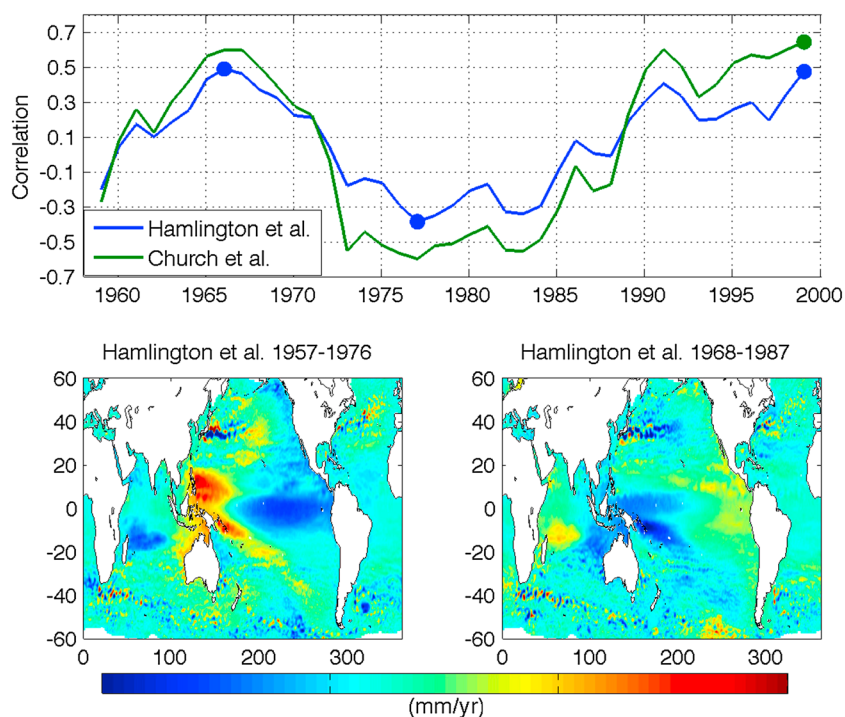 0.7
0.5
0.3
0.1
-0.1
-0.3
-0.5
-0.7
Correlation
Hamlington et al.
Church et al.
1960 1965 1970 1975 1980 1985 1990 1995 2000
Hamlington et al. 1957-1976
60
40
20
0
-20
-40
-60
0 100 200 300
Hamlington et al. 1968-1987
60
40
20
0
-20
-40
-60
0 100 200 300
(mm/yr)